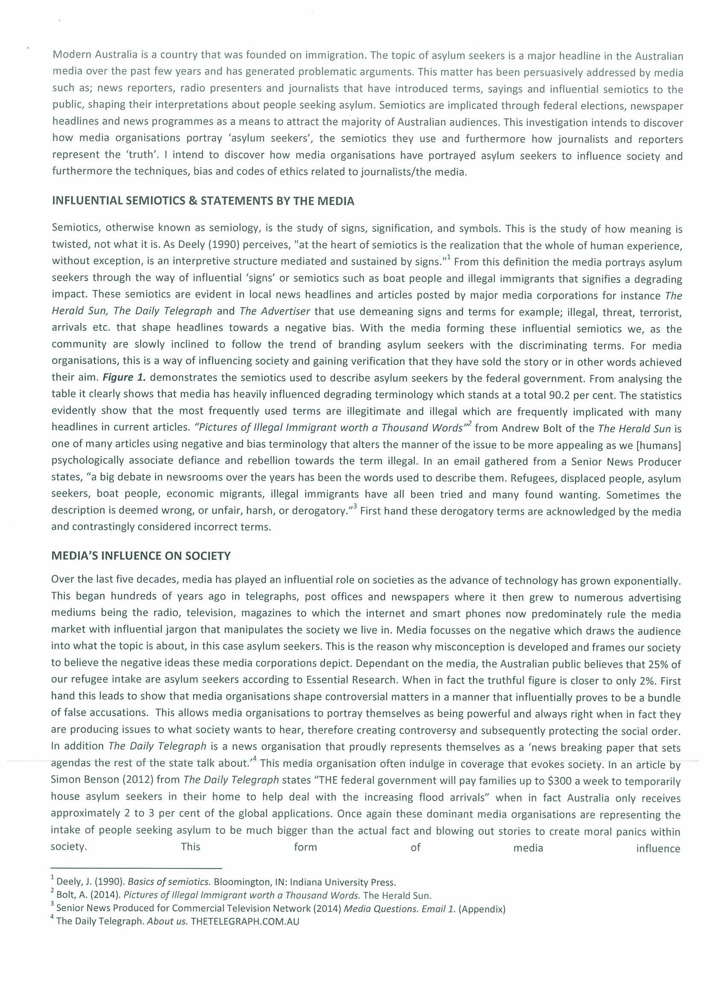 Modern Australia is a country that was founded on immigration. The topic of asylum seekers is a major headline in the Australian
media over the past few years and has generated problematic arguments. This matter has been persuasively addressed by media
such as; news reporters, radio presenters and journalists that have introduced terms, sayings and influential semiotics to the
public, shaping their interpretations about people seeking asylum. Semiotics are implicated through federal elections, newspaper
headlines and news programmes as a means to attract the majority of Australian audiences. This investigation intends to discover
how media organisations portray ‘asylum seekers’, the semiotics they use and furthermore how journalists and reporters
represent the ‘truth’. I intend to discover how media organisations have portrayed asylum seekers to influence society and
furthermore the techniques, bias and codes of ethics related to journalists/the media.
INFLUENTIAL SEMIOTICS & STATEMENTS BY THE MEDIA
Semiotics, otherwise known as semiology, is the study of signs, signification, and symbols. This is the study of how meaning is
twisted, not what it is. As Deely (1990) perceives, "at the heart of semiotics is the realization that the whole of human experience,
without exception, is an interpretive structure mediated and sustained by signs."1 From this definition the media portrays asylum
seekers through the way of influential ‘signs’ or semiotics such as boat people and illegal immigrants that signifies a degrading
impact. These semiotics are evident in local news headlines and articles posted by major media corporations for instance The
Herald Sun, The Daily Telegraph and The Advertiser that use demeaning signs and terms for example; illegal, threat, terrorist,
arrivals etc. that shape headlines towards a negative bias. With the media forming these influential semiotics we, as the
community are slowly inclined to follow the trend of branding asylum seekers with the discriminating terms. For media
organisations, this is a way of influencing society and gaining verification that they have sold the story or in other words achieved
their aim. Figure 1. demonstrates the semiotics used to describe asylum seekers by the federal government. From analysing the
table it clearly shows that media has heavily influenced degrading terminology which stands at a total 90.2 per cent. The statistics
evidently show that the most frequently used terms are illegitimate and illegal which are frequently implicated with many
headlines in current articles. “Pictures of Illegal Immigrant worth a Thousand Words”2 from Andrew Bolt of the The Herald Sun is
one of many articles using negative and bias terminology that alters the manner of the issue to be more appealing as we [humans]
psychologically associate defiance and rebellion towards the term illegal. In an email gathered from a Senior News Producer
states, “a big debate in newsrooms over the years has been the words used to describe them. Refugees, displaced people, asylum
seekers, boat people, economic migrants, illegal immigrants have all been tried and many found wanting. Sometimes the
description is deemed wrong, or unfair, harsh, or derogatory.”3 First hand these derogatory terms are acknowledged by the media
and contrastingly considered incorrect terms.
MEDIA’S INFLUENCE ON SOCIETY
Over the last five decades, media has played an influential role on societies as the advance of technology has grown exponentially.
This began hundreds of years ago in telegraphs, post offices and newspapers where it then grew to numerous advertising
mediums being the radio, television, magazines to which the internet and smart phones now predominately rule the media
market with influential jargon that manipulates the society we live in. Media focusses on the negative which draws the audience
into what the topic is about, in this case asylum seekers. This is the reason why misconception is developed and frames our society
to believe the negative ideas these media corporations depict. Dependant on the media, the Australian public believes that 25% of
our refugee intake are asylum seekers according to Essential Research. When in fact the truthful figure is closer to only 2%. First
hand this leads to show that media organisations shape controversial matters in a manner that influentially proves to be a bundle
of false accusations. This allows media organisations to portray themselves as being powerful and always right when in fact they
are producing issues to what society wants to hear, therefore creating controversy and subsequently protecting the social order.
In addition The Daily Telegraph is a news organisation that proudly represents themselves as a ‘news breaking paper that sets
agendas the rest of the state talk about.’4 This media organisation often indulge in coverage that evokes society. In an article by
Simon Benson (2012) from The Daily Telegraph states “THE federal government will pay families up to $300 a week to temporarily
house asylum seekers in their home to help deal with the increasing flood arrivals” when in fact Australia only receives
approximately 2 to 3 per cent of the global applications. Once again these dominant media organisations are representing the
intake of people seeking asylum to be much bigger than the actual fact and blowing out stories to create moral panics within
society. This form of media influence
1 Deely, J. (1990). Basics of semiotics. Bloomington, IN: Indiana University Press.
2 Bolt, A. (2014). Pictures of Illegal Immigrant worth a Thousand Words. The Herald Sun.
3 Senior News Produced for Commercial Television Network (2014) Media Questions. Email 1. (Appendix)
4 The Daily Telegraph. About us. THETELEGRAPH.COM.AU